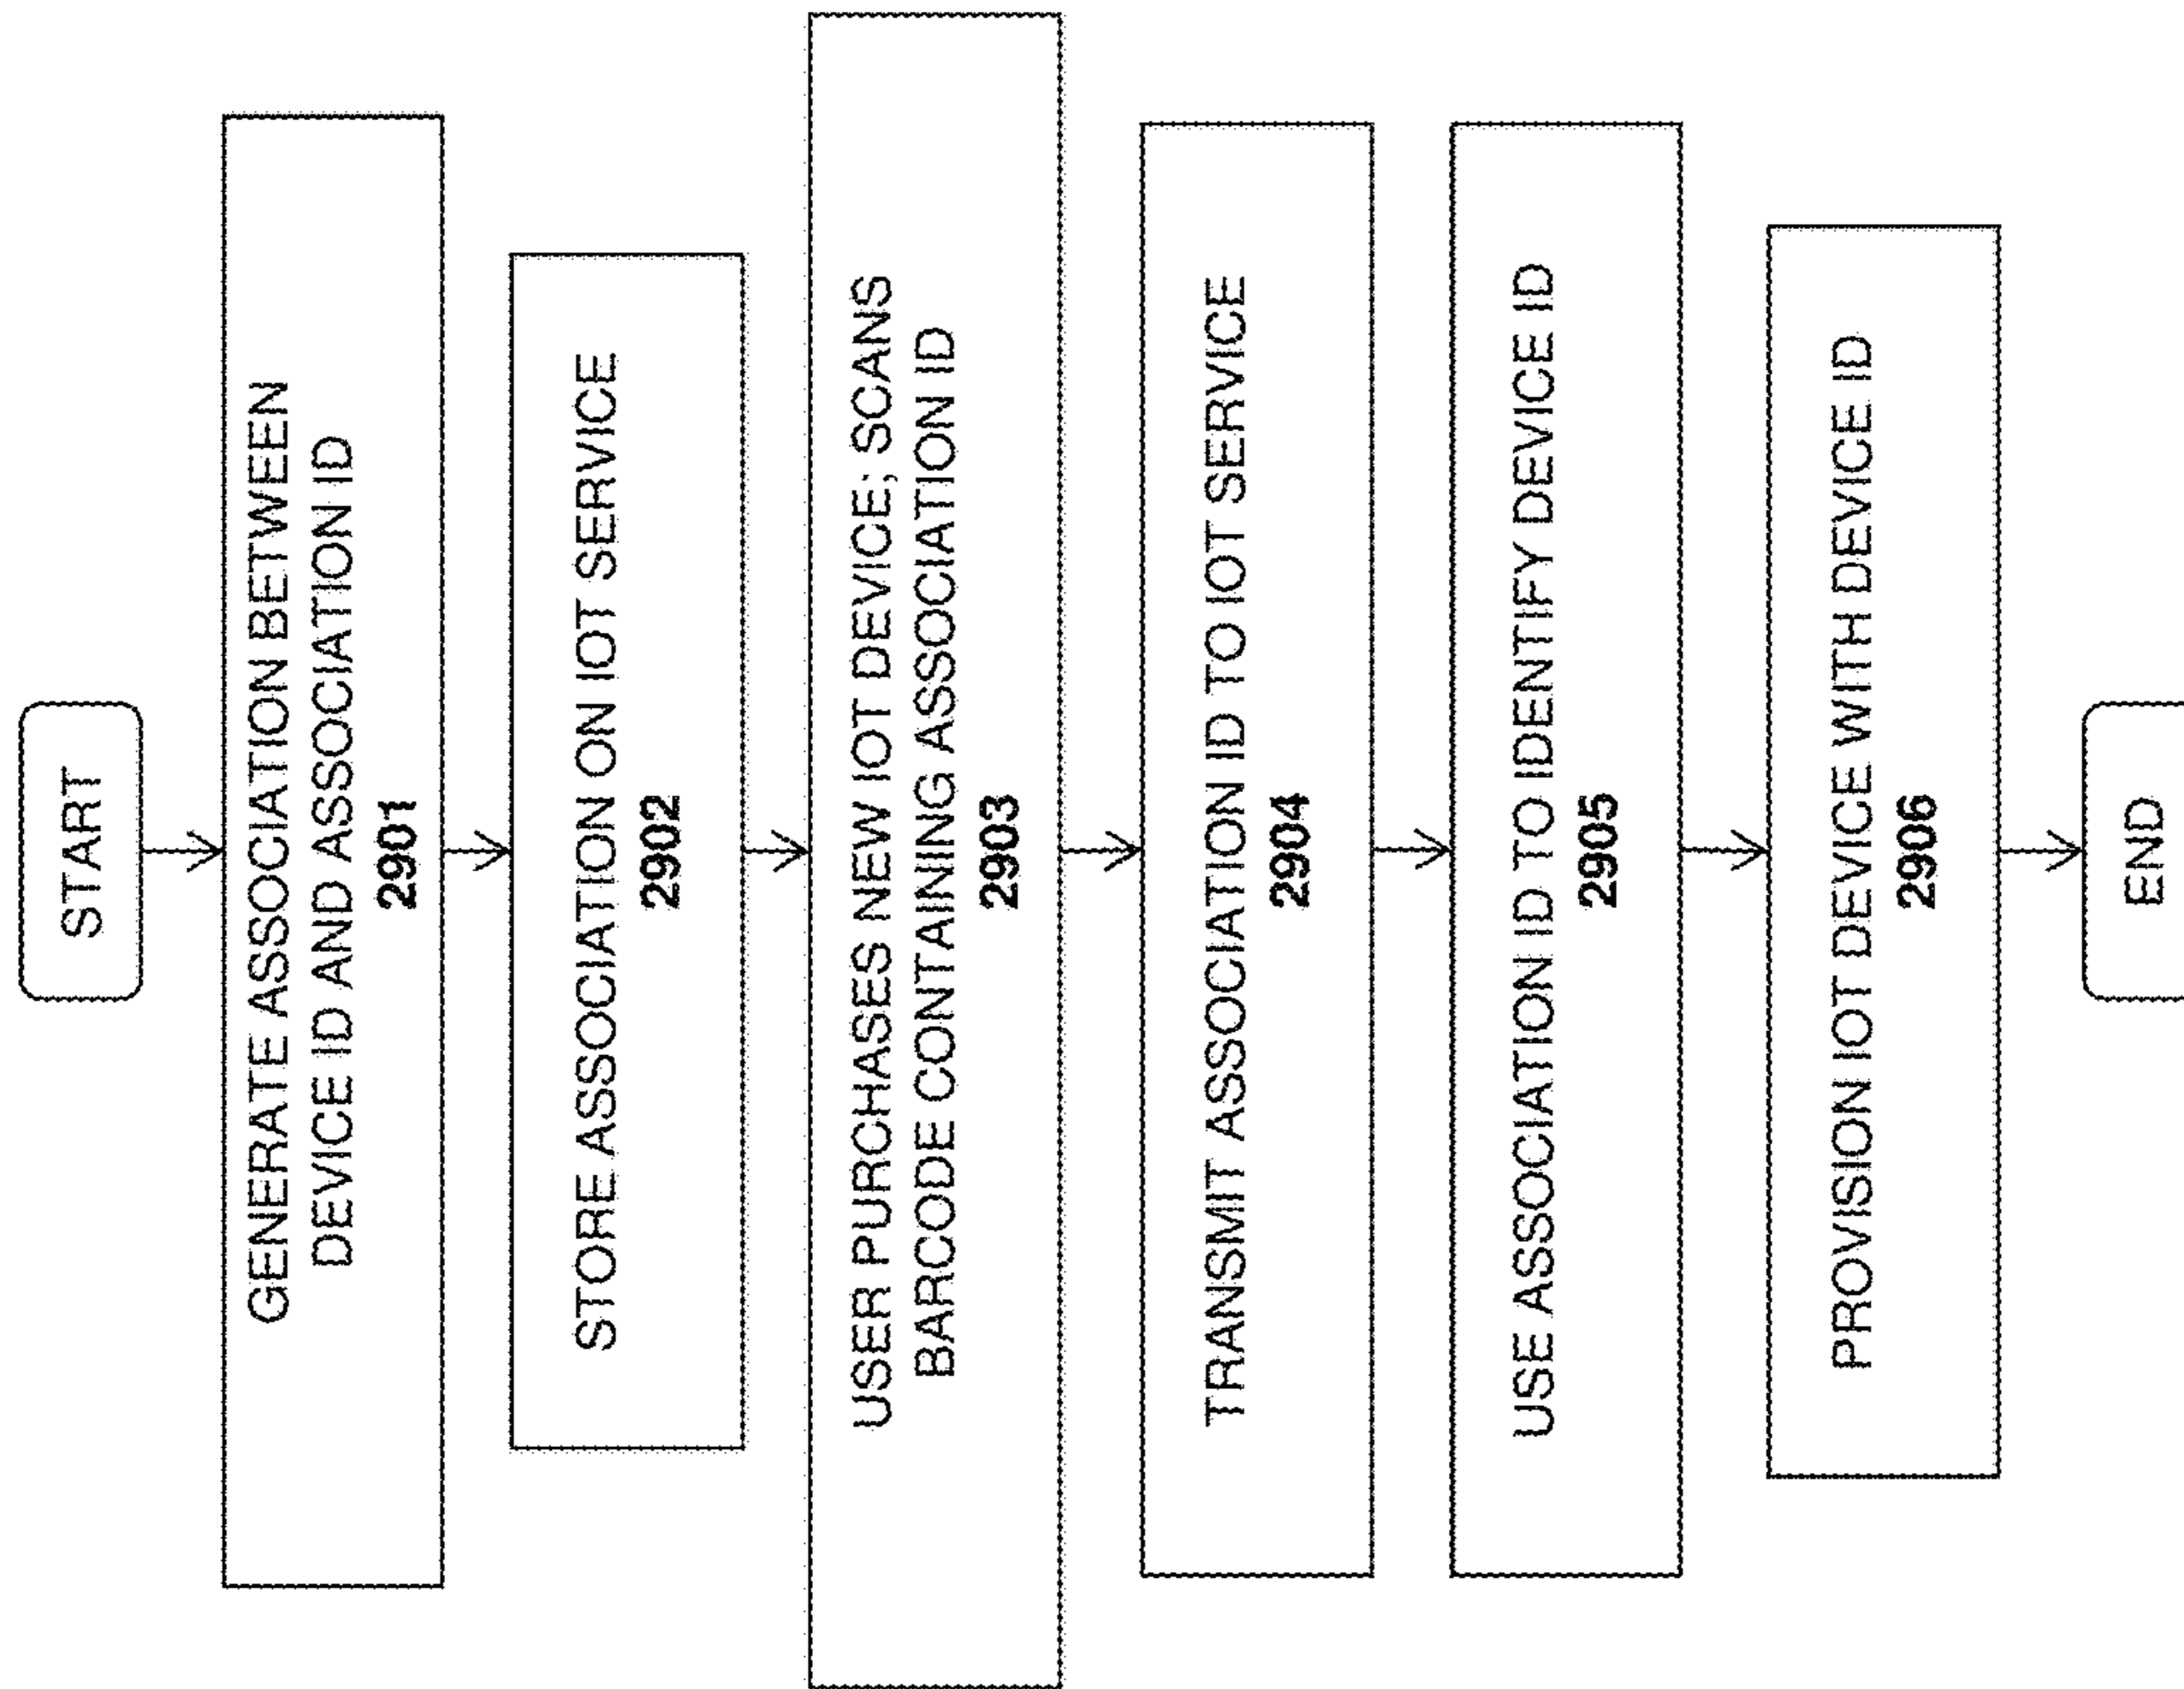 START
GENERATE ASSOCIATION BETWEEN
DEVICE ID AND ASSOCIATION ID
2901
STORE ASSOCIATION ON IOT SERVICE
2902
USER PURCHASES NEW IOT DEVICE; SCANS
BARCODE CONTAINING ASSOCIATION ID
2903
TRANSMIT ASSOCIATION ID TO IOT SERVICE
2904
USE ASSOCIATION ID TO IDENTIFY DEVICE ID
2905
PROVISION IOT DEVICE WITH DEVICE ID
2906
END